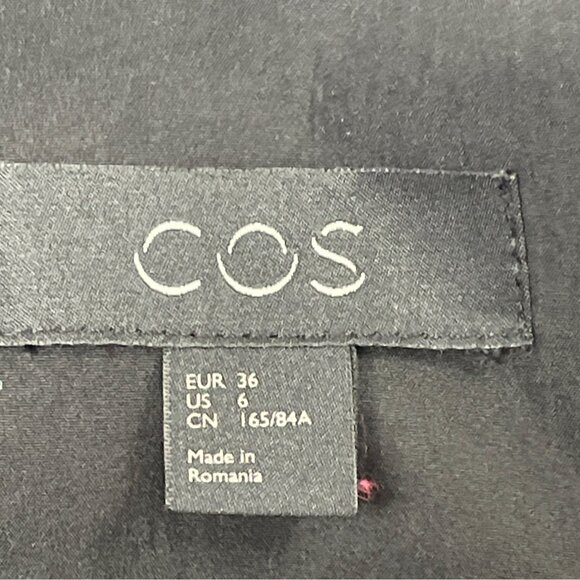 COS
EUR 36
US 6
CN 165/84A
Made in
Romania